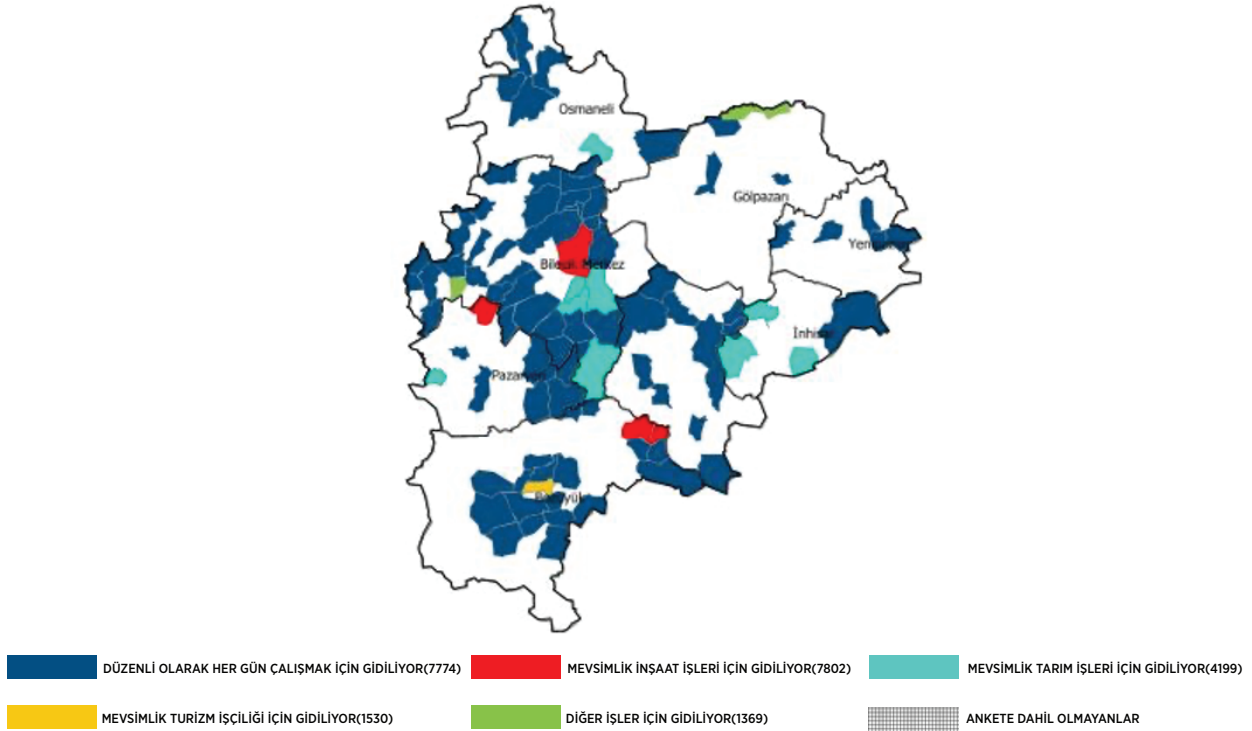 Osmaneli
Gölpazarı
İnhisar
DÜZENLİ OLARAK HER GÜN ÇALIŞMAK İÇİN GİDİLİYOR(7774)
MEVSİMLİK İNŞAAT İŞLERİ İÇİN GİDİLİYOR(7802)
MEVSİMLİK TARIM İŞLERİ İÇİN GİDİLİYOR(4199)
MEVSİMLİK TURİZM İŞÇİLİĞİ İÇİN GİDİLİYOR(1530)
DİĞER İŞLER İÇİN GİDİLİYOR(1369)
ANKETE DAHİL OLMAYANLAR